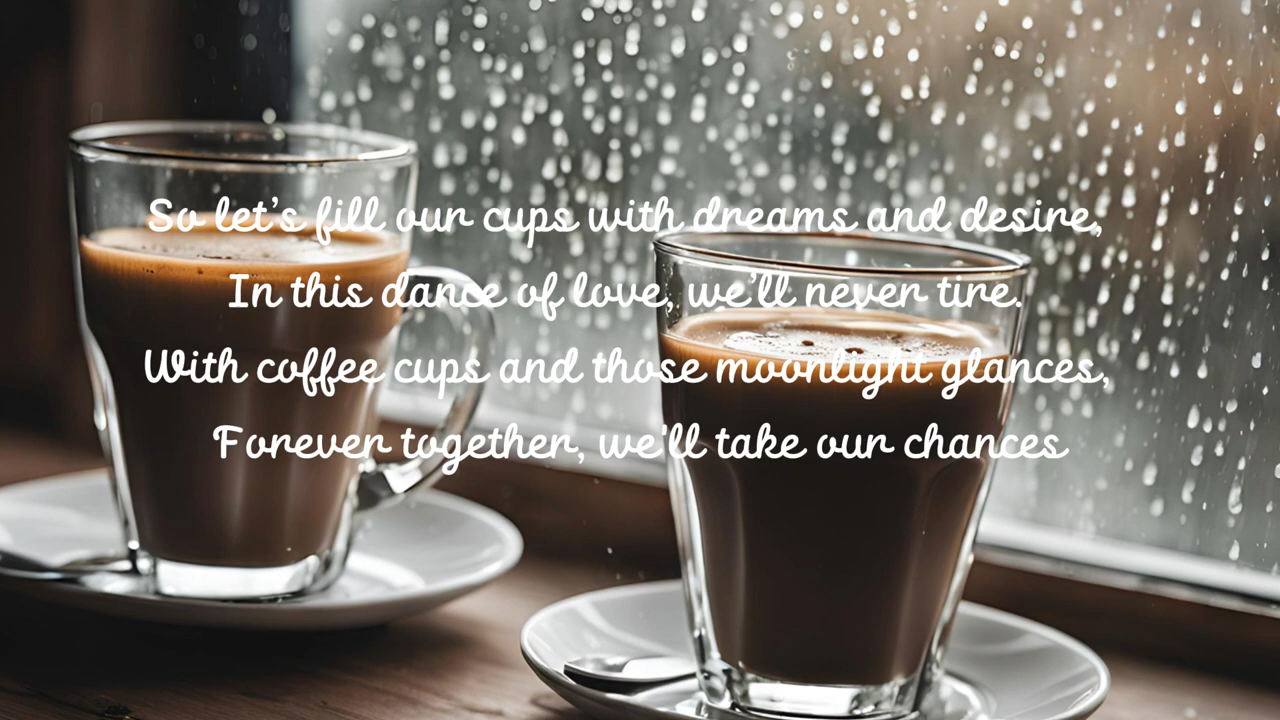 So let's fill our cups with dreams and desire,
In this dance of love, we'll never tire.
With coffee cups and those moonlight glances,
Forever together, we'll take our chances